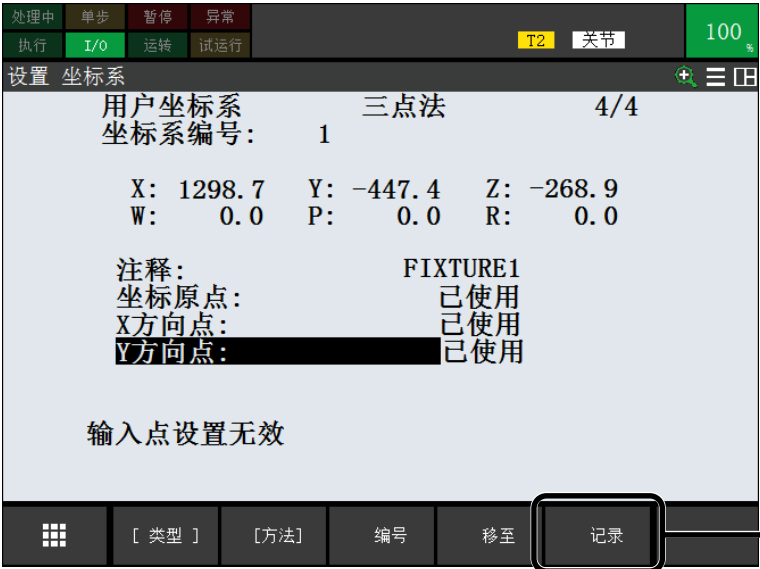 处理中 单步 暂停 异常
执行 I/O 运转 试运行 T2 关节 100 %
设置 坐标系
用户坐标系 三点法 4/4
坐标系编号: 1
X: 1298.7 Y: -447.4 Z: -268.9
W: 0.0 P: 0.0 R: 0.0
注释: FIXTURE1
坐标原点: 已使用
X方向点: 已使用
Y方向点: 已使用
输入点设置无效
[ 类型 ] [方法] 编号 移至 记录